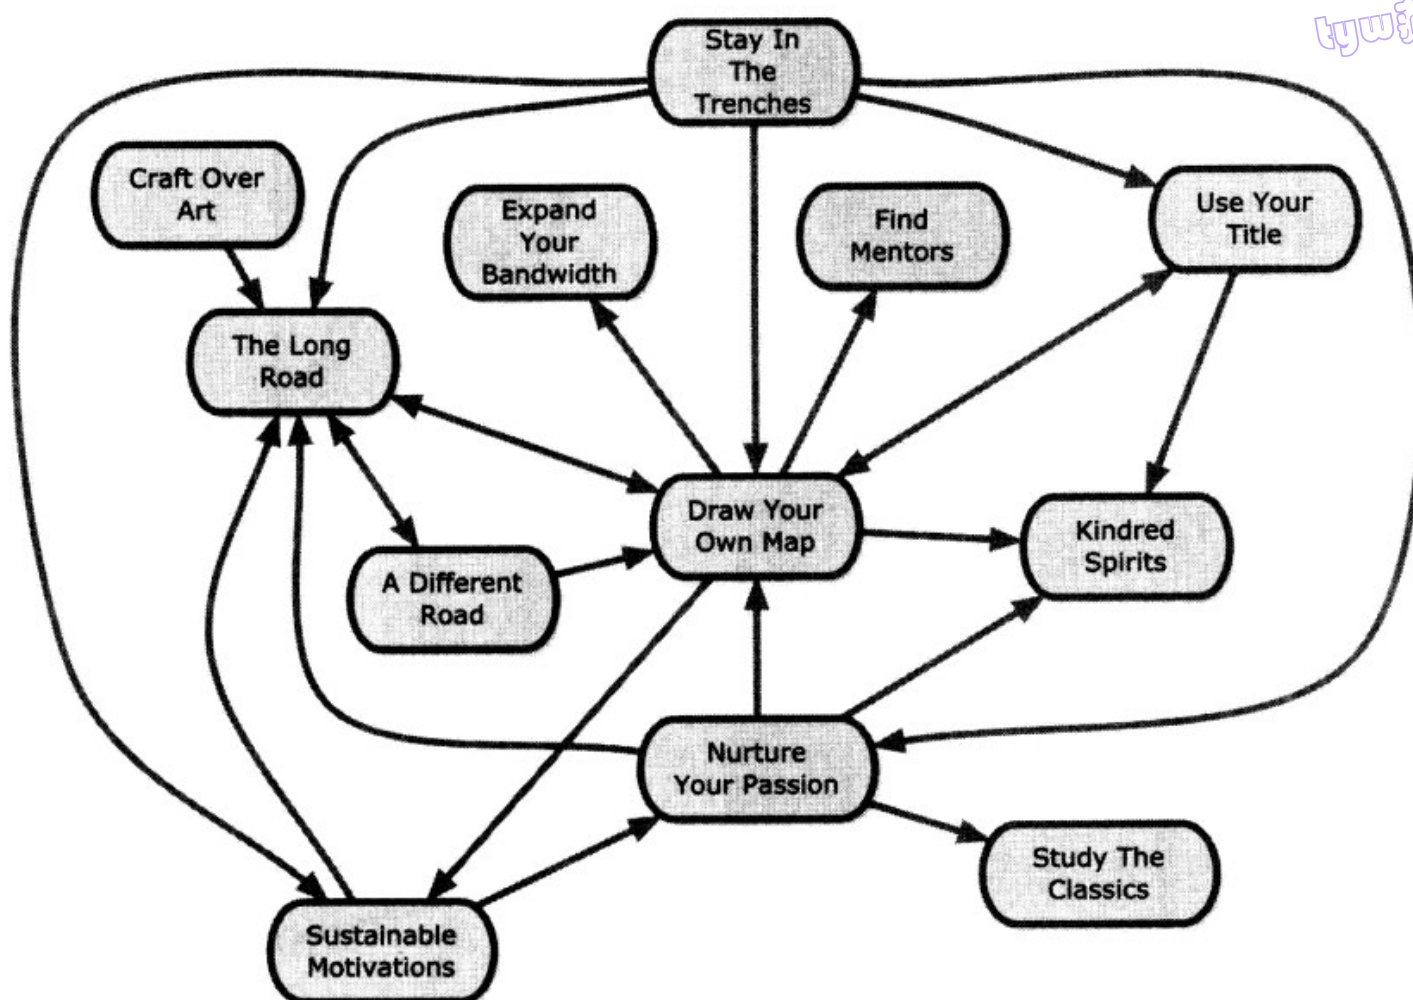 Stay In
The
Trenches
Craft Over
Art
Expand
Your
Bandwidth
Find
Mentors
Use Your
Title
The Long
Road
Draw Your
Own Map
Kindred
Spirits
A Different
Road
Nurture
Your Passion
Study The
Classics
Sustainable
Motivations